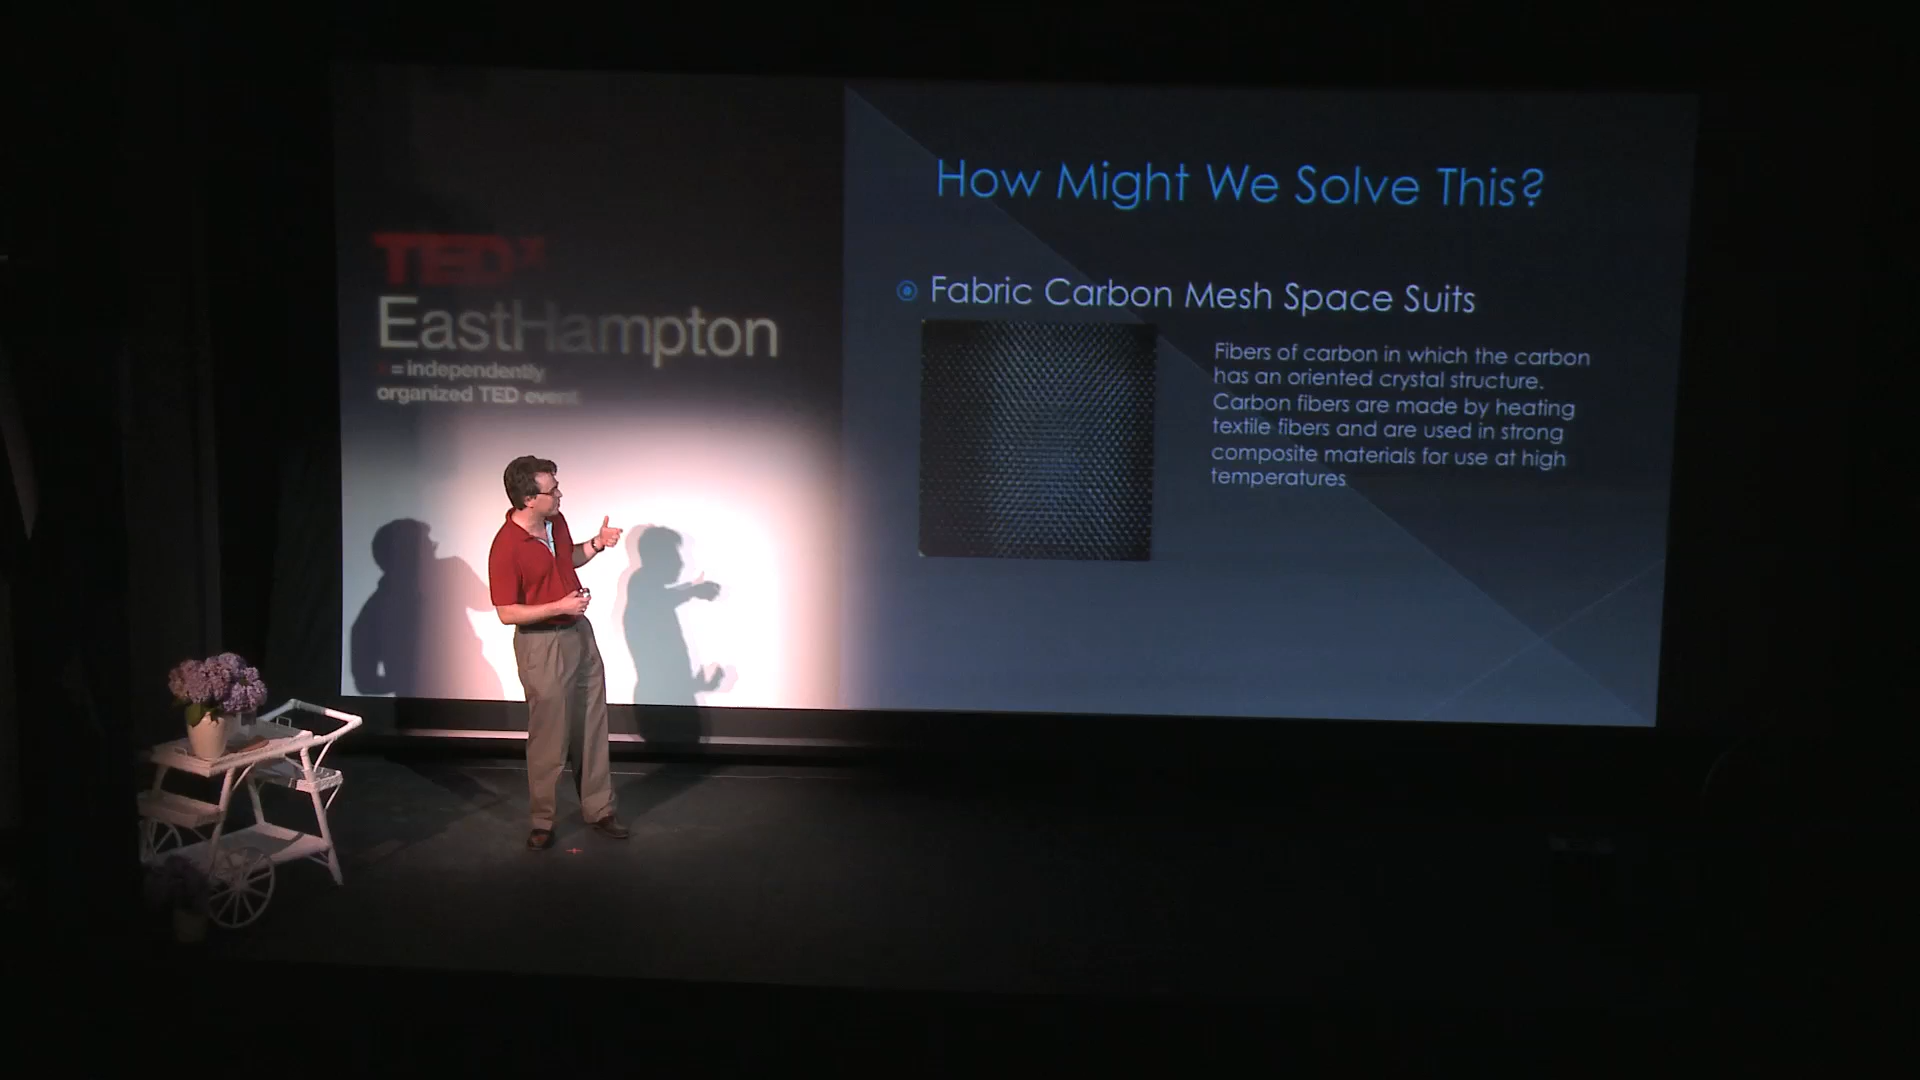 TEDx
EastHampton
x = independently
organized TED event
How Might We Solve This?
Fabric Carbon Mesh Space Suits
Fibers of carbon in which the carbon
has an oriented crystal structure.
Carbon fibers are made by heating
textile fibers and are used in strong
composite materials for use at high
temperatures